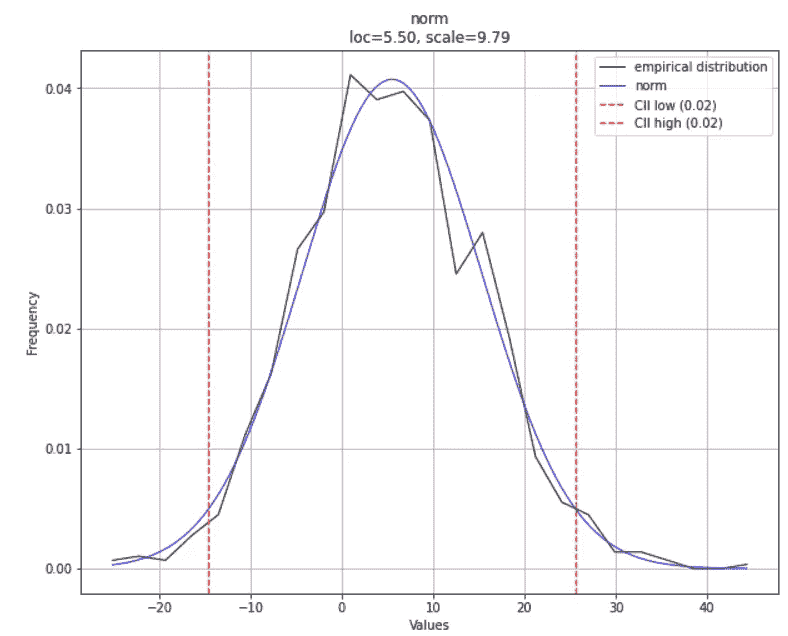 norm
loc=5.50, scale=9.79
empirical distribution
norm
CII low (0.02)
CII high (0.02)
0.04
0.03
0.02
0.01
0.00
Frequency
−20
−10
0
10
20
30
40
Values